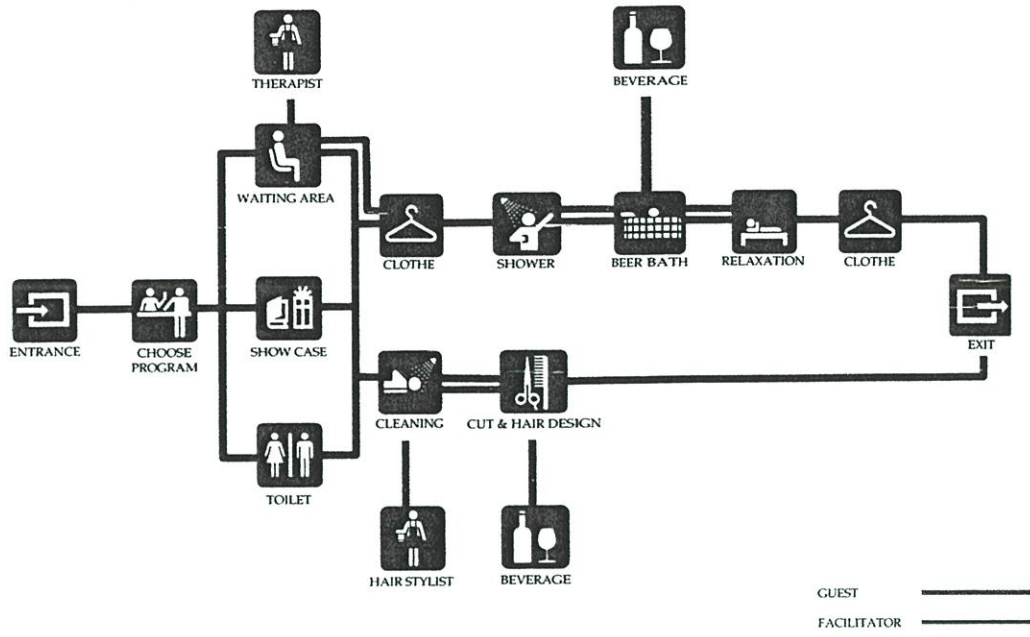 THERAPIST
BEVERAGE
WAITING AREA
CLOTHE
SHOWER
BEER BATH
RELAXATION
CLOTHE
ENTRANCE
CHOOSE
PROGRAM
SHOW CASE
EXIT
CLEANING
CUT & HAIR DESIGN
TOILET
HAIR STYLIST
BEVERAGE
GUEST
FACILITATOR